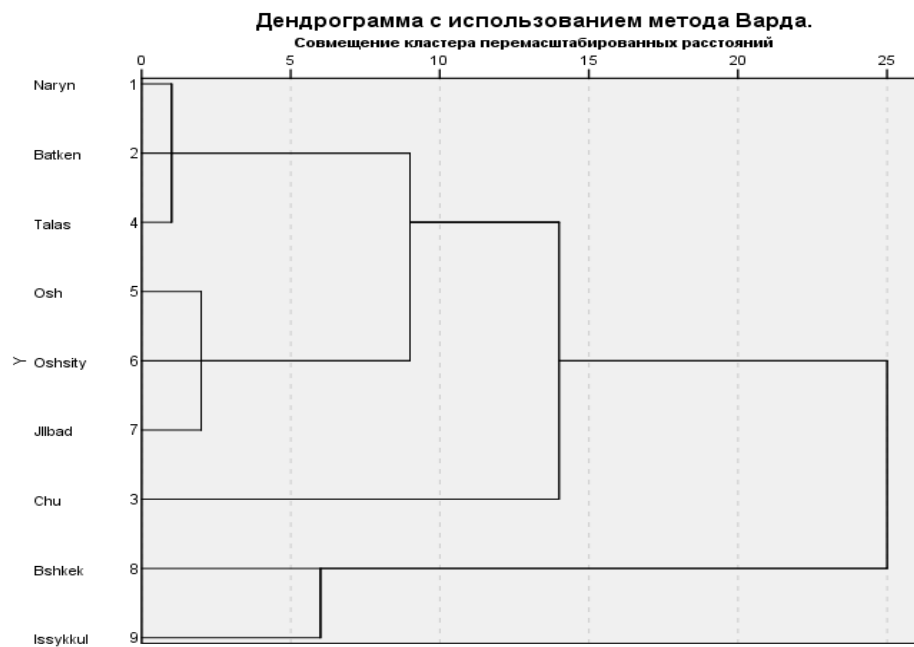 Дендрограмма с использованием метода Варда.
Совмещение кластера перемасштабированных расстояний
0 5 10 15 20 25
Naryn 1
Batken 2
Talas 4
Osh 5
Y
Oshsity 6
Jllbad 7
Chu 3
Bshkek 8
Issykkul 9